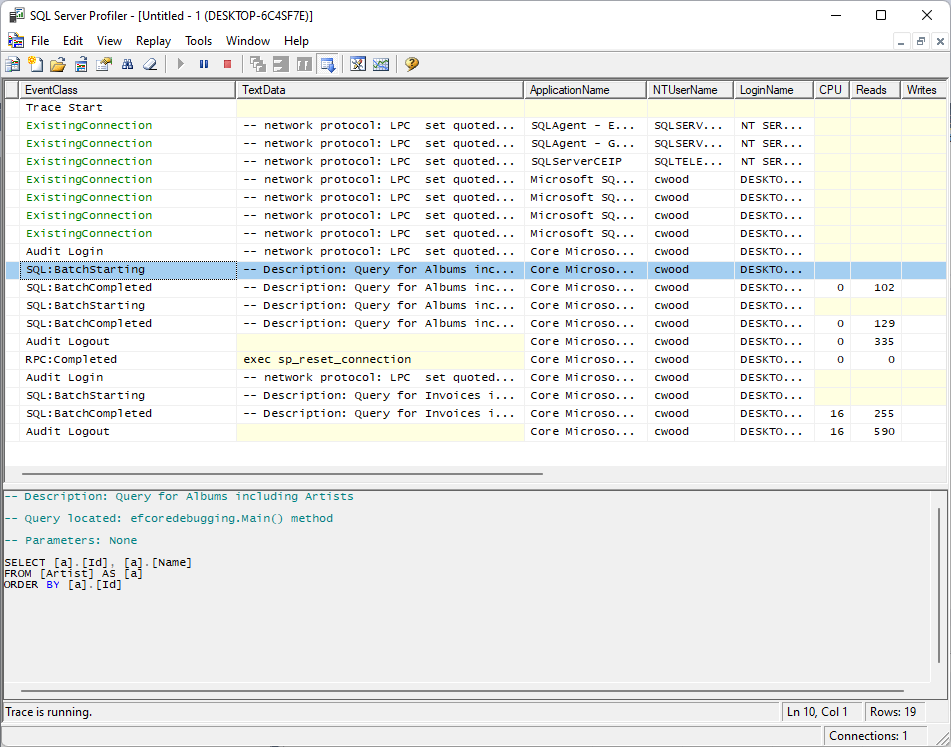 SQL Server Profiler - [Untitled - 1 (DESKTOP-6C4SF7E)]
File Edit View Replay Tools Window Help
EventClass TextData ApplicationName NTUserName LoginName CPU Reads Writes
Trace Start
ExistingConnection -- network protocol: LPC set quoted... SQLAgent - E... SQLSERV... NT SER...
ExistingConnection -- network protocol: LPC set quoted... SQLAgent - G... SQLSERV... NT SER...
ExistingConnection -- network protocol: LPC set quoted... SQLServerCEIP SQLTELE... NT SER...
ExistingConnection -- network protocol: LPC set quoted... Microsoft SQ... cwood DESKTO...
ExistingConnection -- network protocol: LPC set quoted... Microsoft SQ... cwood DESKTO...
ExistingConnection -- network protocol: LPC set quoted... Microsoft SQ... cwood DESKTO...
ExistingConnection -- network protocol: LPC set quoted... Microsoft SQ... cwood DESKTO...
Audit Login -- network protocol: LPC set quoted... Core Microso... cwood DESKTO...
SQL:BatchStarting -- Description: Query for Albums inc... Core Microso... cwood DESKTO...
SQL:BatchCompleted -- Description: Query for Albums inc... Core Microso... cwood DESKTO... 0 102
SQL:BatchStarting -- Description: Query for Albums inc... Core Microso... cwood DESKTO...
SQL:BatchCompleted -- Description: Query for Albums inc... Core Microso... cwood DESKTO... 0 129
Audit Logout Core Microso... cwood DESKTO... 0 335
RPC:Completed exec sp_reset_connection Core Microso... cwood DESKTO... 0 0
Audit Login -- network protocol: LPC set quoted... Core Microso... cwood DESKTO...
SQL:BatchStarting -- Description: Query for Invoices i... Core Microso... cwood DESKTO...
SQL:BatchCompleted -- Description: Query for Invoices i... Core Microso... cwood DESKTO... 16 255
Audit Logout Core Microso... cwood DESKTO... 16 590
-- Description: Query for Albums including Artists
-- Query located: efcoredebugging.Main() method
-- Parameters: None
SELECT [a].[Id], [a].[Name]
FROM [Artist] AS [a]
ORDER BY [a].[Id]
Trace is running. Ln 10, Col 1 Rows: 19
Connections: 1